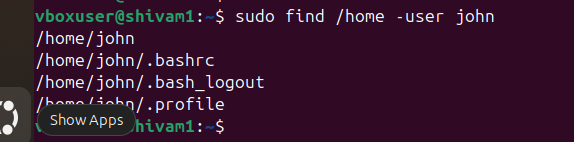 vboxuser@shivam1:~$ sudo find /home -user john
/home/john
/home/john/.bashrc
/home/john/.bash_logout
/home/john/.profile
v Show Apps m1:~$